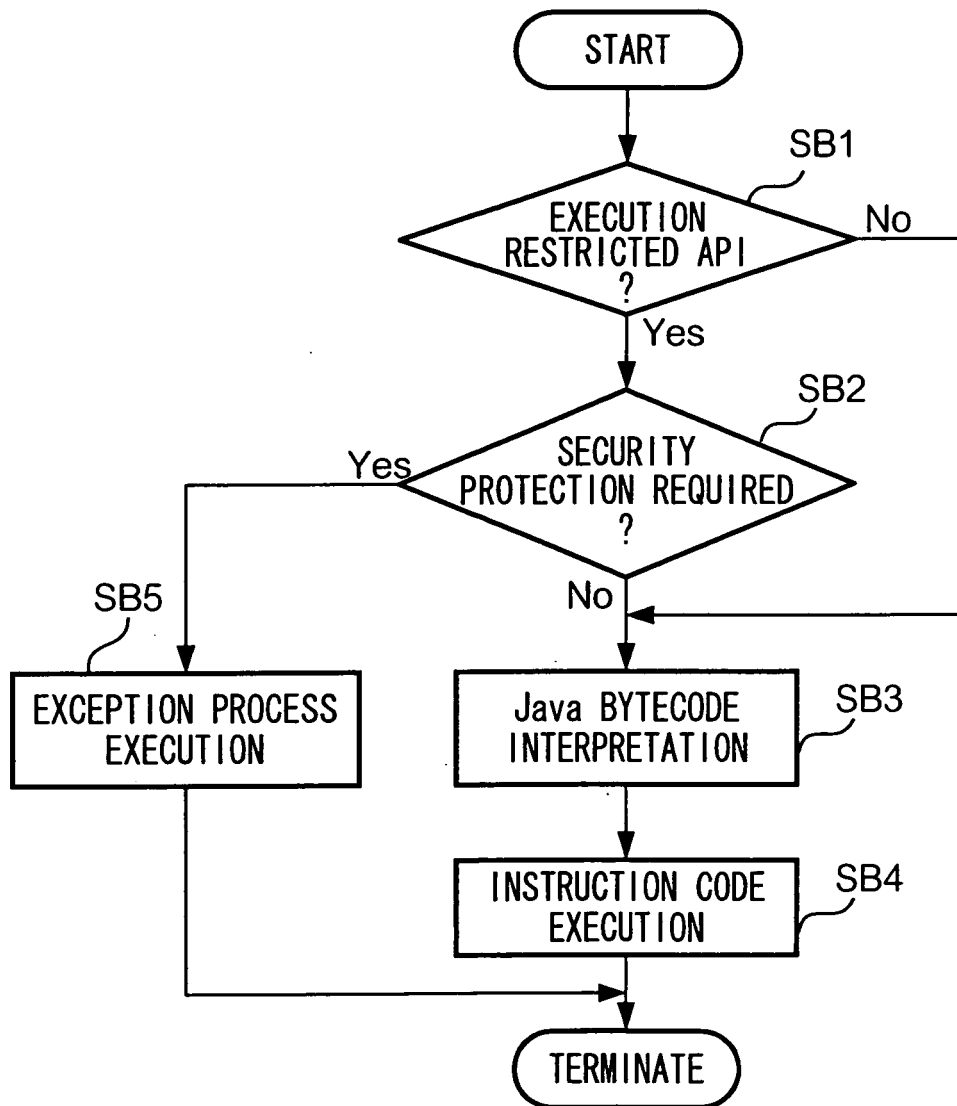 START
SB1
EXECUTION
RESTRICTED API
?
No
Yes
SB2
SECURITY
PROTECTION REQUIRED
?
Yes
No
SB5
EXCEPTION PROCESS
EXECUTION
Java BYTECODE
INTERPRETATION
SB3
INSTRUCTION CODE
EXECUTION
SB4
TERMINATE